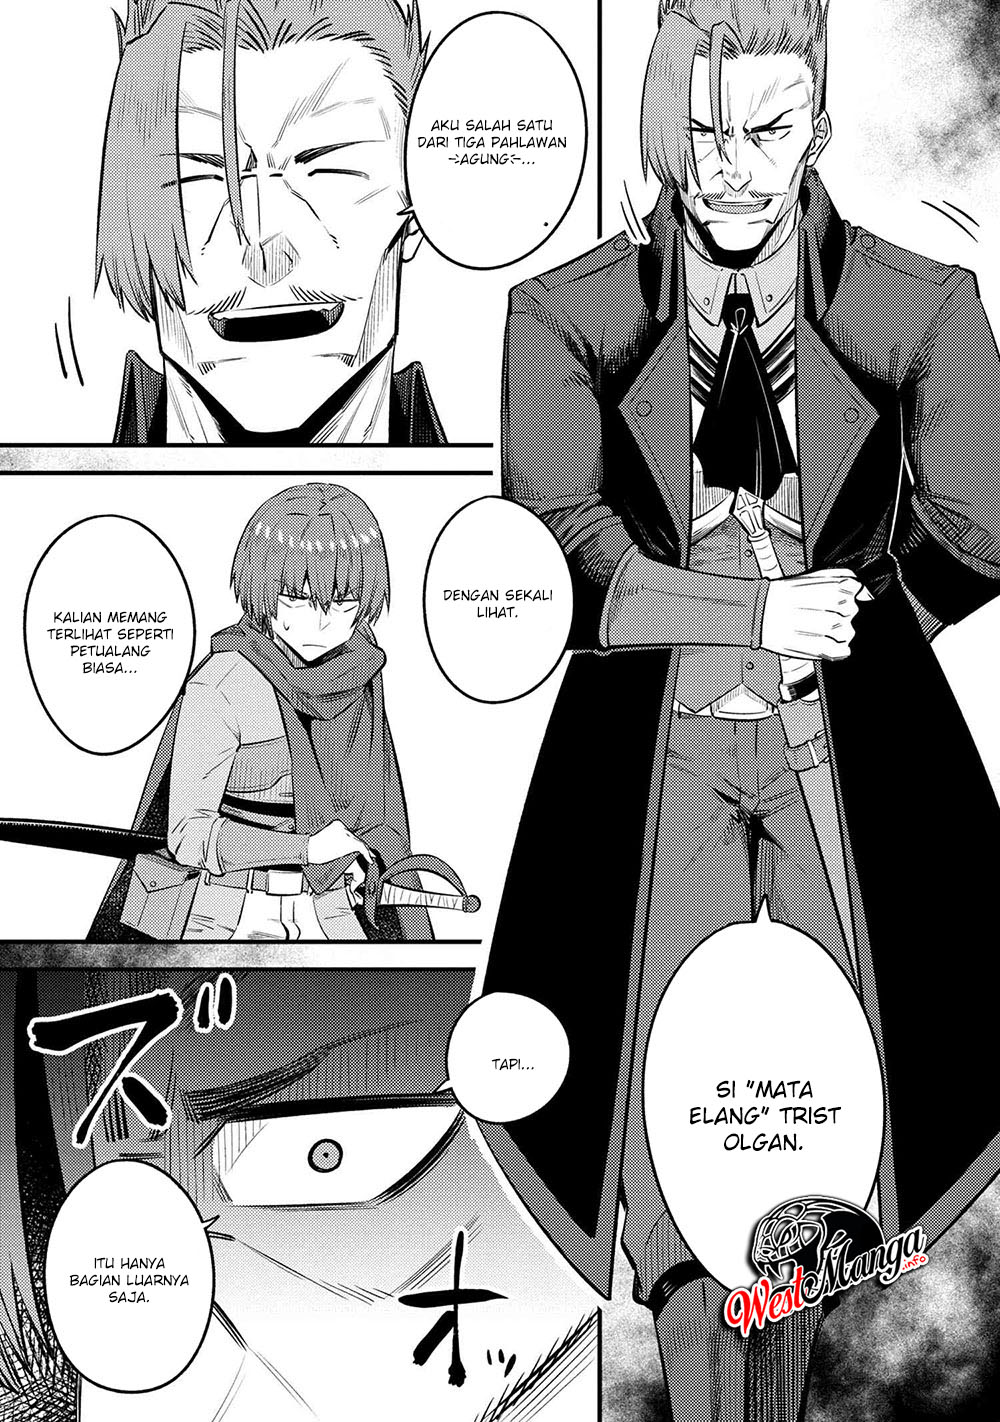 AKU SALAH SATU
DARI TIGA PAHLAWAN
÷AGUNG÷...
SI "MATA
ELANG" TRIST
OLGAN.
DENGAN SEKALI
LIHAT.
KALIAN MEMANG
TERLIHAT SEPERTI
PETUALANG
BIASA...
TAPI...
ITU HANYA
BAGIAN LUARNYA
SAJA.
ズオ
WestManga
.info